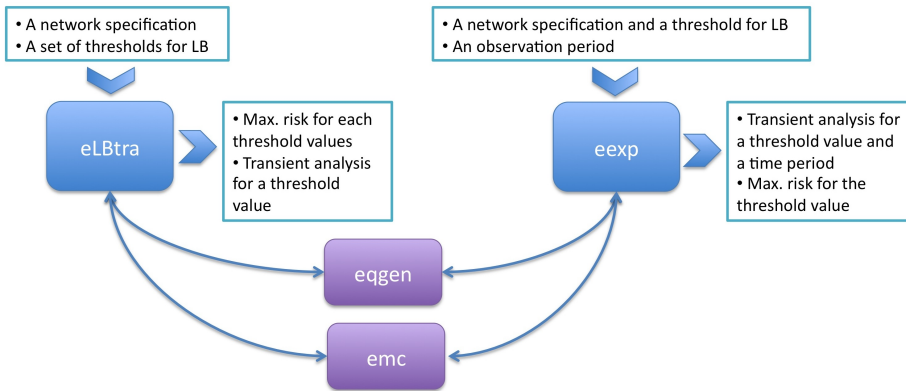 • A network specification
• A set of thresholds for LB
• A network specification and a threshold for LB
• An observation period
eLBtra
• Max. risk for each
threshold values
• Transient analysis
for a threshold
value
eexp
• Transient analysis for
a threshold value and
a time period
• Max. risk for the
threshold value
eqgen
emc